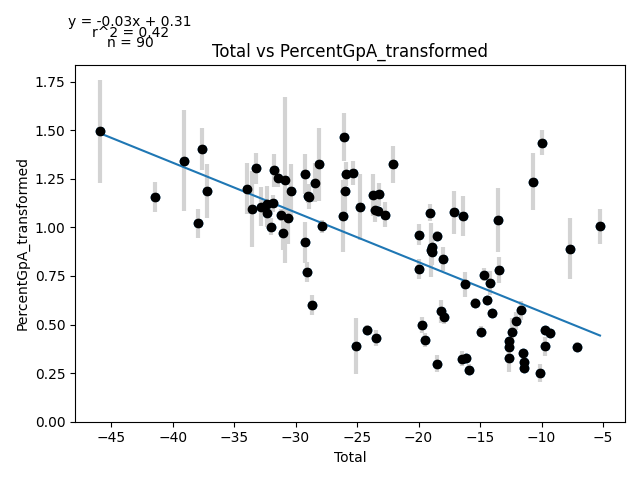 y = -0.03x + 0.31
r^2 = 0.42
n = 90
Total vs PercentGpA_transformed
PercentGpA_transformed
1.75
1.50
1.25
1.00
0.75
0.50
0.25
0.00
−45 −40 −35 −30 −25 −20 −15 −10 −5
Total